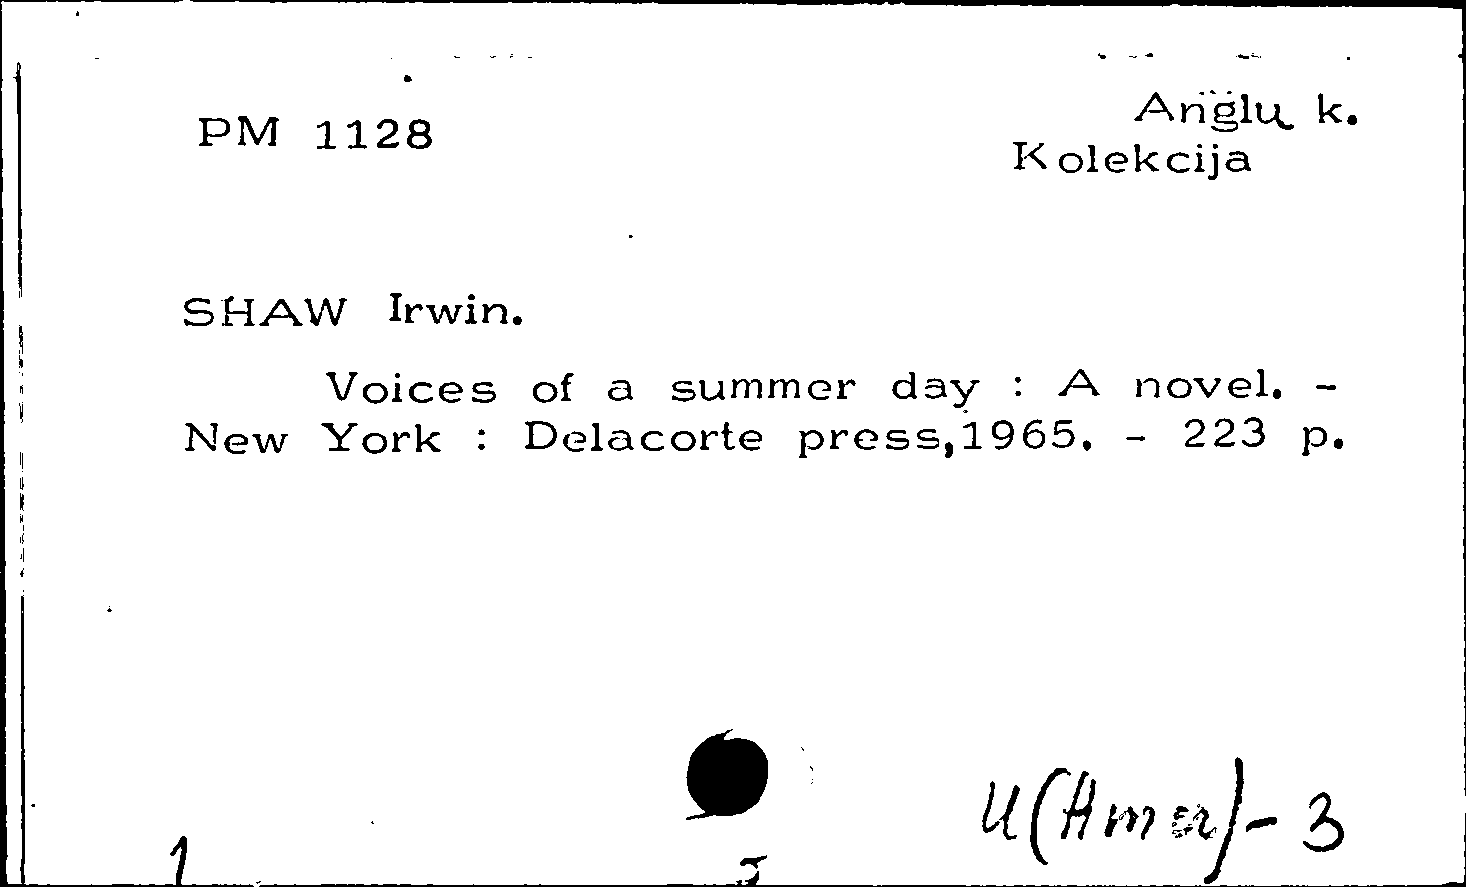 PM 1128
Anglų k.
Kolekcija
SHAW Irwin.
Voices of a summer day : A novel. -
New York : Delacorte press,1965. - 223 p.
U(Amer)-3
1